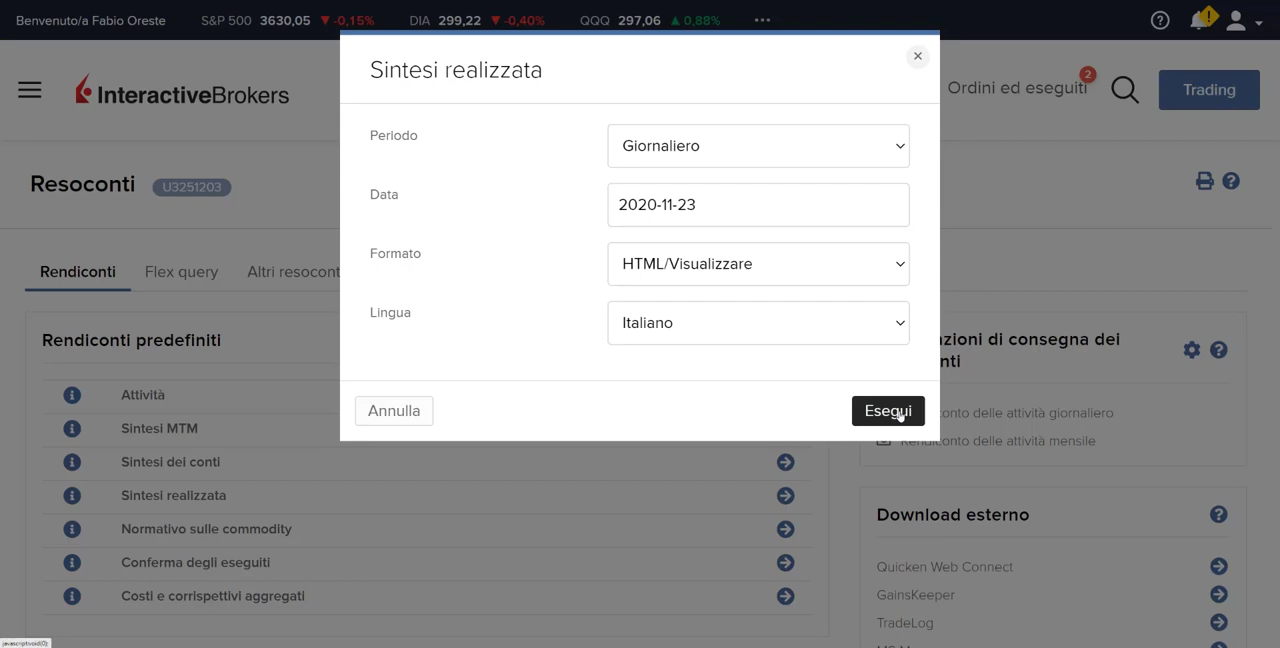 Benvenuto/a Fabio Oreste
S&P 500 3630,05 ▼ -0,15%
DIA 299,22 ▼ -0,40%
QQQ 297,06 ▲ 0,88%
InteractiveBrokers
Ordini ed eseguiti
2
Trading
Sintesi realizzata
Periodo
Giornaliero
Data
2020-11-23
Formato
HTML/Visualizzare
Lingua
Italiano
Annulla
Esegui
Resoconti
U3251203
Rendiconti
Flex query
Altri resocont
Rendiconti predefiniti
Attività
Sintesi MTM
Sintesi dei conti
Sintesi realizzata
Normativo sulle commodity
Conferma degli eseguiti
Costi e corrispettivi aggregati
zioni di consegna dei
nti
onto delle attività giornaliero
Rendiconto delle attività mensile
Download esterno
Quicken Web Connect
GainsKeeper
TradeLog
javascript:void(0);